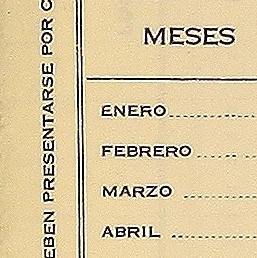 EBEN PRESENTARSE POR C
MESES
ENERO
FEBRERO
MARZO
ABRIL